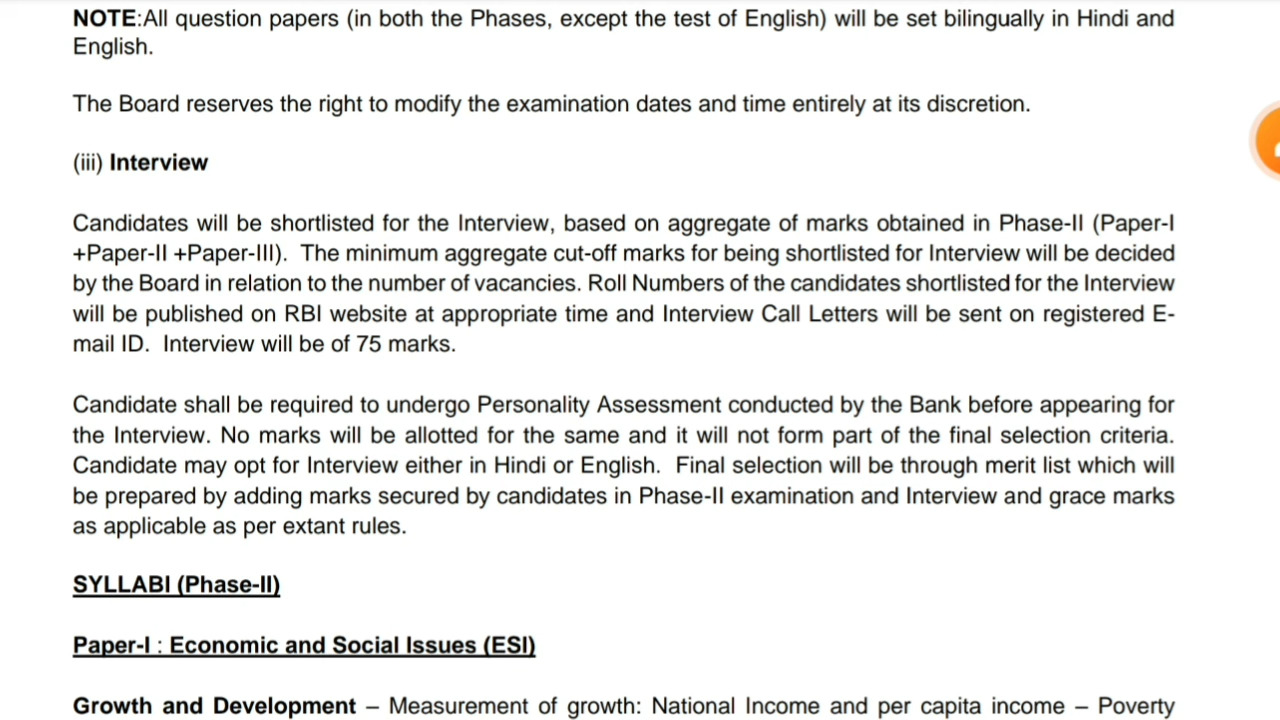 NOTE:All question papers (in both the Phases, except the test of English) will be set bilingually in Hindi and
English.
The Board reserves the right to modify the examination dates and time entirely at its discretion.
(iii) Interview
Candidates will be shortlisted for the Interview, based on aggregate of marks obtained in Phase-II (Paper-I
+Paper-II +Paper-III). The minimum aggregate cut-off marks for being shortlisted for Interview will be decided
by the Board in relation to the number of vacancies. Roll Numbers of the candidates shortlisted for the Interview
will be published on RBI website at appropriate time and Interview Call Letters will be sent on registered E-
mail ID. Interview will be of 75 marks.
Candidate shall be required to undergo Personality Assessment conducted by the Bank before appearing for
the Interview. No marks will be allotted for the same and it will not form part of the final selection criteria.
Candidate may opt for Interview either in Hindi or English. Final selection will be through merit list which will
be prepared by adding marks secured by candidates in Phase-II examination and Interview and grace marks
as applicable as per extant rules.
SYLLABI (Phase-II)
Paper-I : Economic and Social Issues (ESI)
Growth and Development – Measurement of growth: National Income and per capita income – Poverty